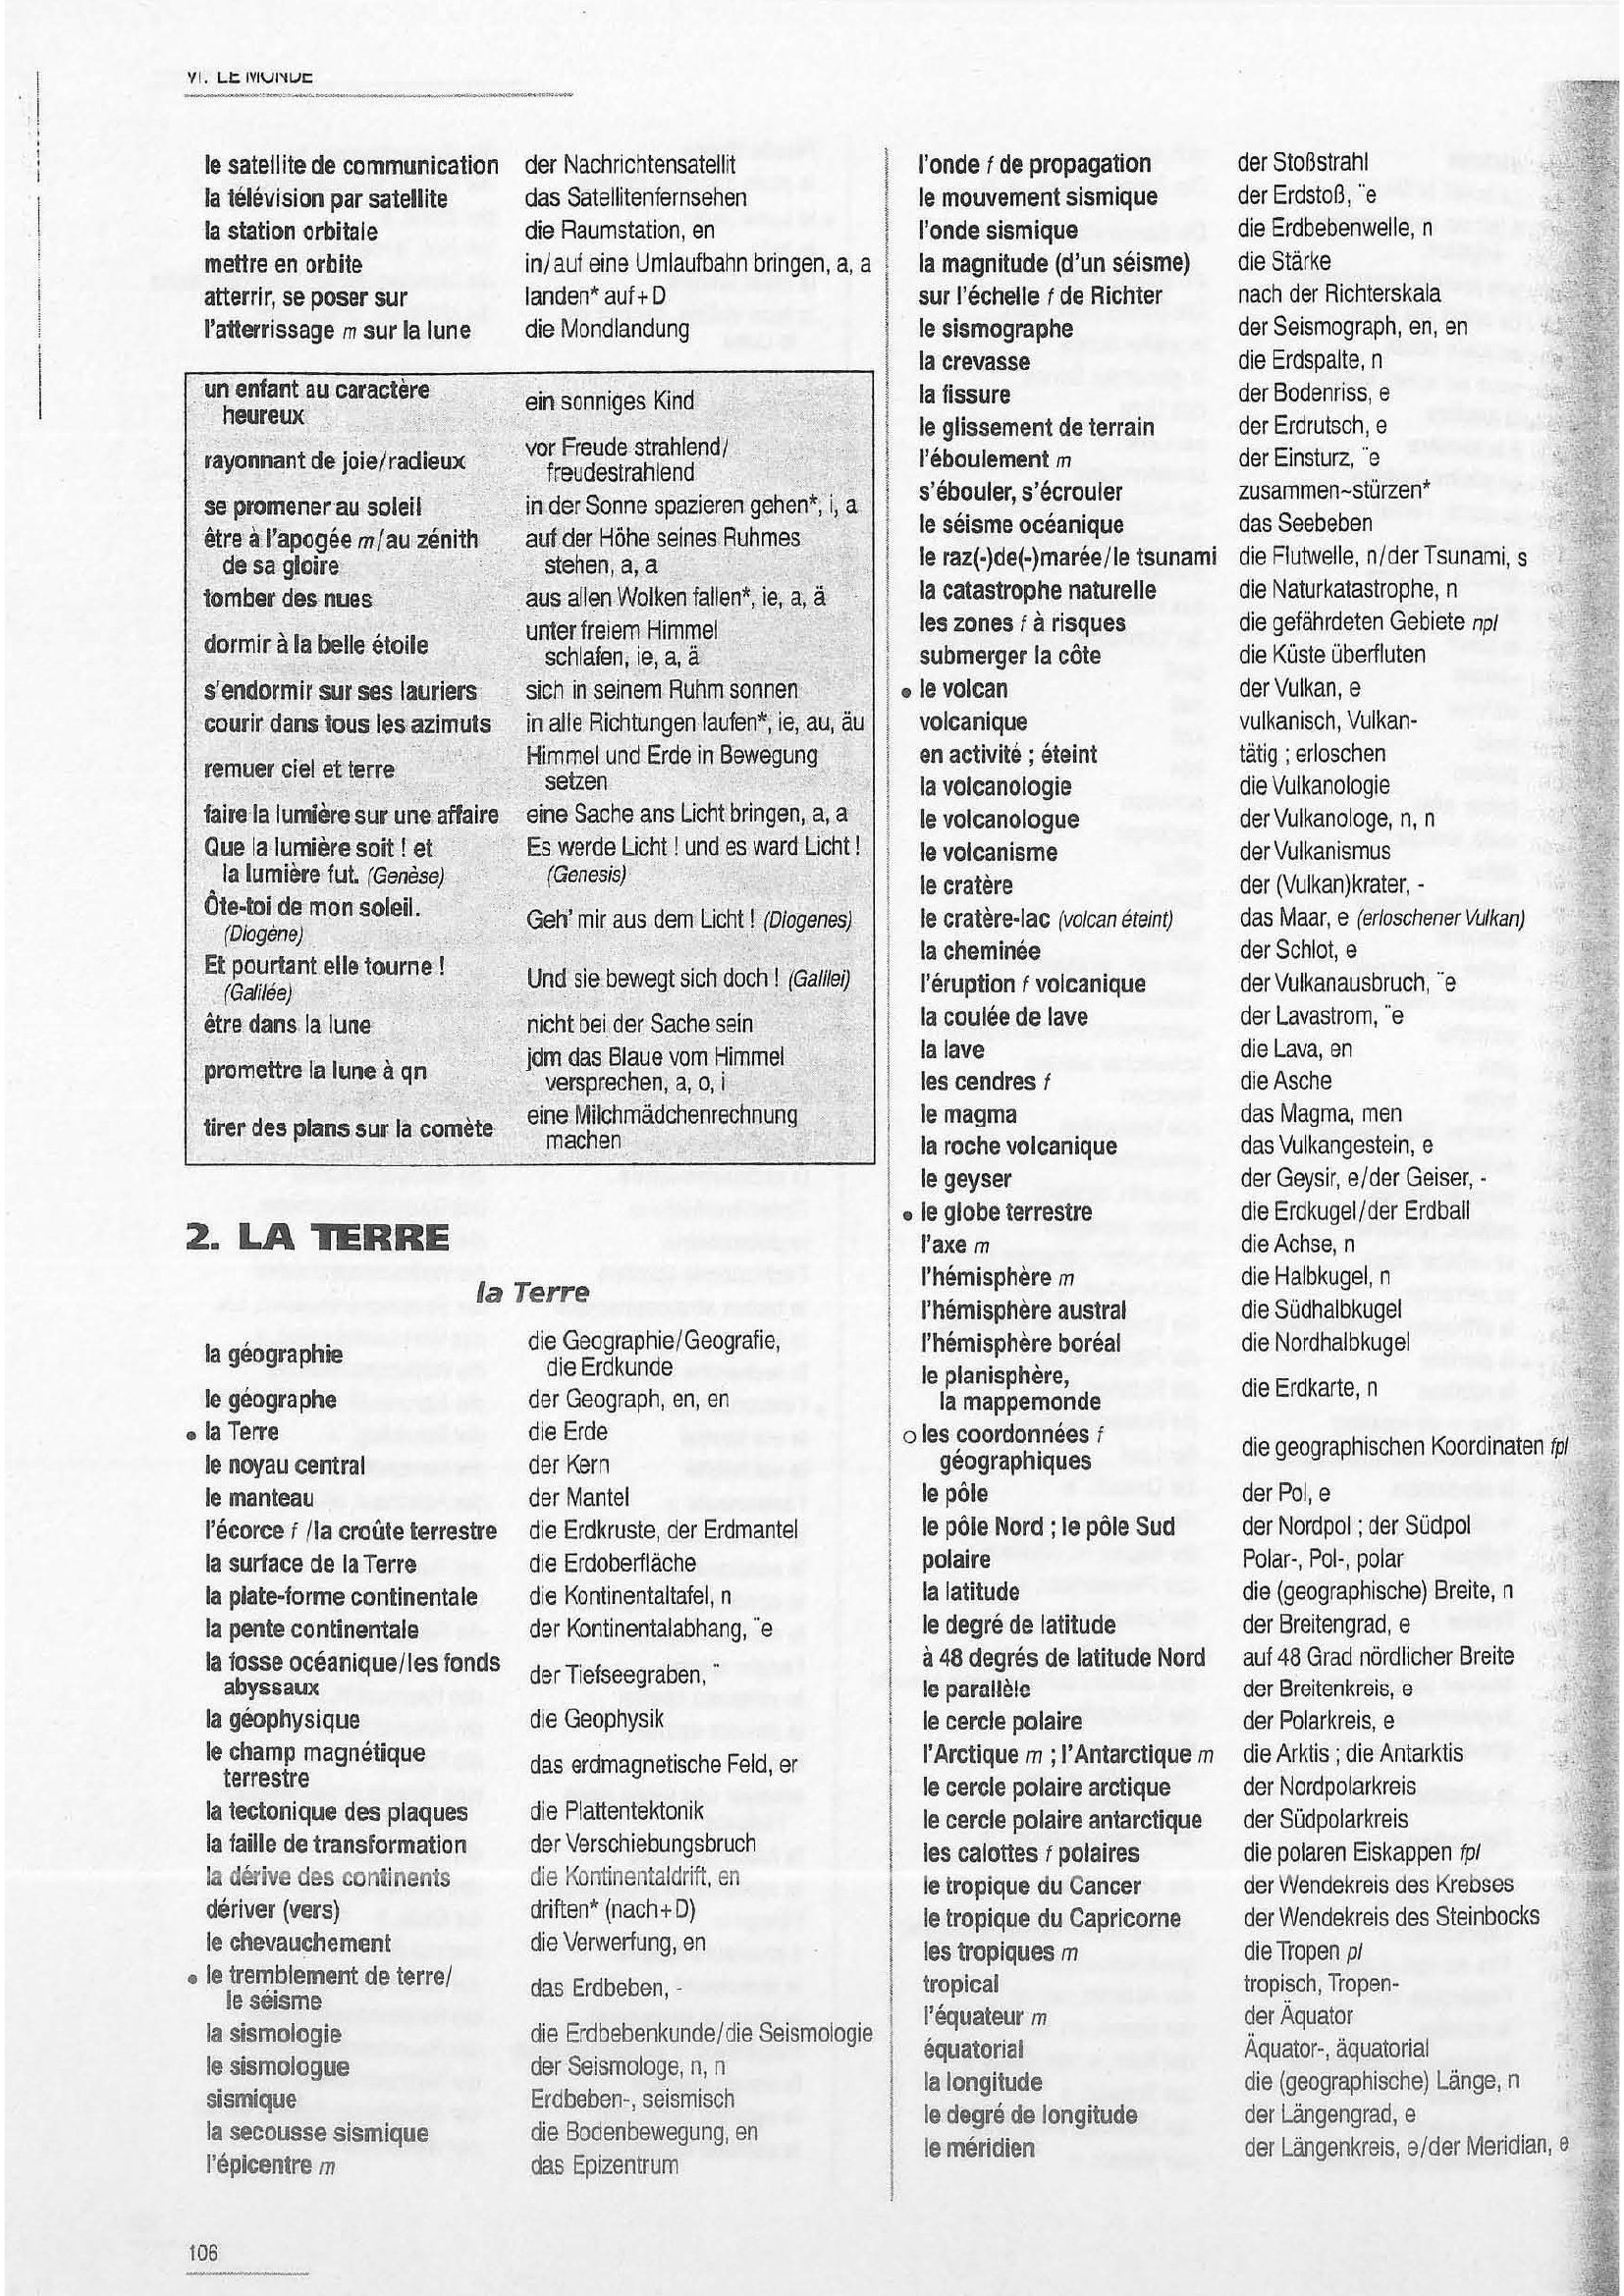 VI. LE MONDE
le satellite de communication der Nachrichtensatellit
la télévision par satellite das Satellitenfernsehen
la station orbitale die Raumstation, en
mettre en orbite in/auf eine Umlaufbahn bringen, a, a
atterrir, se poser sur landen* auf+D
l'atterrissage m sur la lune die Mondlandung
un enfant au caractère
heureux ein sonniges Kind
rayonnant de joie/radieux vor Freude strahlend/
freudestrahlend
se promener au soleil in der Sonne spazieren gehen*, i, a
être à l'apogée m/au zénith auf der Höhe seines Ruhmes
de sa gloire stehen, a, a
tomber des nues aus allen Wolken fallen*, ie, a, ä
dormir à la belle étoile unter freiem Himmel
schlafen, ie, a, ä
s'endormir sur ses lauriers sich in seinem Ruhm sonnen
courir dans tous les azimuts in alle Richtungen laufen*, ie, au, äu
remuer ciel et terre Himmel und Erde in Bewegung
setzen
faire la lumière sur une affaire eine Sache ans Licht bringen, a, a
Que la lumière soit ! et Es werde Licht ! und es ward Licht !
la lumière fut. (Genèse) (Genesis)
Ôte-toi de mon soleil.
(Diogène) Geh' mir aus dem Licht ! (Diogenes)
Et pourtant elle tourne !
(Galilée) Und sie bewegt sich doch ! (Galilei)
être dans la lune nicht bei der Sache sein
promettre la lune à qn jdm das Blaue vom Himmel
versprechen, a, o, i
tirer des plans sur la comète eine Milchmädchenrechnung
machen
2. LA TERRE
la Terre
la géographie die Geographie/Geografie,
die Erdkunde
le géographe der Geograph, en, en
• la Terre die Erde
le noyau central der Kern
le manteau der Mantel
l'écorce f /la croûte terrestre die Erdkruste, der Erdmantel
la surface de la Terre die Erdoberfläche
la plate-forme continentale die Kontinentaltafel, n
la pente continentale der Kontinentalabhang, ¨e
la fosse océanique/les fonds
abyssaux der Tiefseegraben, ¨
la géophysique die Geophysik
le champ magnétique
terrestre das erdmagnetische Feld, er
la tectonique des plaques die Plattentektonik
la faille de transformation der Verschiebungsbruch
la dérive des continents die Kontinentaldrift, en
dériver (vers) driften* (nach+D)
le chevauchement die Verwerfung, en
• le tremblement de terre/
le séisme das Erdbeben, -
la sismologie die Erdbebenkunde/die Seismologie
le sismologue der Seismologe, n, n
sismique Erdbeben-, seismisch
la secousse sismique die Bodenbewegung, en
l'épicentre m das Epizentrum
l'onde f de propagation der Stoßstrahl
le mouvement sismique der Erdstoß, ¨e
l'onde sismique die Erdbebenwelle, n
la magnitude (d'un séisme) die Stärke
sur l'échelle f de Richter nach der Richterskala
le sismographe der Seismograph, en, en
la crevasse die Erdspalte, n
la fissure der Bodenriss, e
le glissement de terrain der Erdrutsch, e
l'éboulement m der Einsturz, ¨e
s'ébouler, s'écrouler zusammen~stürzen*
le séisme océanique das Seebeben
le raz(-)de(-)marée/le tsunami die Flutwelle, n/der Tsunami, s
la catastrophe naturelle die Naturkatastrophe, n
les zones f à risques die gefährdeten Gebiete npl
submerger la côte die Küste überfluten
• le volcan der Vulkan, e
volcanique vulkanisch, Vulkan-
en activité ; éteint tätig ; erloschen
la volcanologie die Vulkanologie
le volcanologue der Vulkanologe, n, n
le volcanisme der Vulkanismus
le cratère der (Vulkan)krater, -
le cratère-lac (volcan éteint) das Maar, e (erloschener Vulkan)
la cheminée der Schlot, e
l'éruption f volcanique der Vulkanausbruch, ¨e
la coulée de lave der Lavastrom, ¨e
la lave die Lava, en
les cendres f die Asche
le magma das Magma, men
la roche volcanique das Vulkangestein, e
le geyser der Geysir, e/der Geiser, -
• le globe terrestre die Erdkugel/der Erdball
l'axe m die Achse, n
l'hémisphère m die Halbkugel, n
l'hémisphère austral die Südhalbkugel
l'hémisphère boréal die Nordhalbkugel
le planisphère,
la mappemonde die Erdkarte, n
o les coordonnées f
géographiques die geographischen Koordinaten fpl
le pôle der Pol, e
le pôle Nord ; le pôle Sud der Nordpol ; der Südpol
polaire Polar-, Pol-, polar
la latitude die (geographische) Breite, n
le degré de latitude der Breitengrad, e
à 48 degrés de latitude Nord auf 48 Grad nördlicher Breite
le parallèle der Breitenkreis, e
le cercle polaire der Polarkreis, e
l'Arctique m ; l'Antarctique m die Arktis ; die Antarktis
le cercle polaire arctique der Nordpolarkreis
le cercle polaire antarctique der Südpolarkreis
les calottes f polaires die polaren Eiskappen fpl
le tropique du Cancer der Wendekreis des Krebses
le tropique du Capricorne der Wendekreis des Steinbocks
les tropiques m die Tropen pl
tropical tropisch, Tropen-
l'équateur m der Äquator
équatorial Äquator-, äquatorial
la longitude die (geographische) Länge, n
le degré de longitude der Längengrad, e
le méridien der Längenkreis, e/der Meridian, e
106